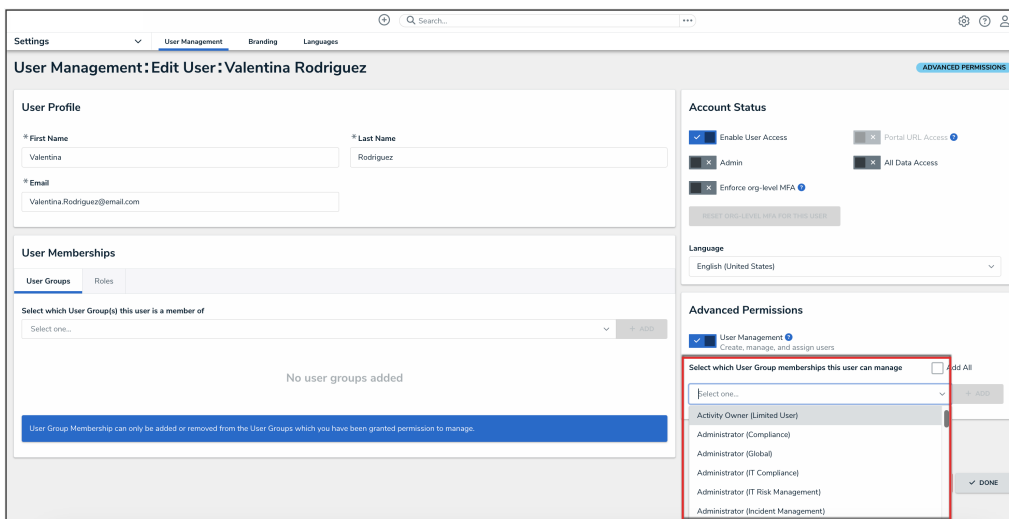 Search...
Settings
User Management
Branding
Languages
User Management:Edit User:Valentina Rodriguez
ADVANCED PERMISSIONS
User Profile
* First Name
* Last Name
Valentina
Rodriguez
* Email
Valentina.Rodriguez@email.com
User Memberships
User Groups
Roles
Select which User Group(s) this user is a member of
Select one...
+ ADD
No user groups added
User Group Membership can only be added or removed from the User Groups which you have been granted permission to manage.
Account Status
Enable User Access
Portal URL Access
Admin
All Data Access
Enforce org-level MFA
RESET ORG-LEVEL MFA FOR THIS USER
Language
English (United States)
Advanced Permissions
User Management
Create, manage, and assign users
Select which User Group memberships this user can manage
Add All
Select one...
+ ADD
Activity Owner (Limited User)
Administrator (Compliance)
Administrator (Global)
Administrator (IT Compliance)
Administrator (IT Risk Management)
Administrator (Incident Management)
DONE